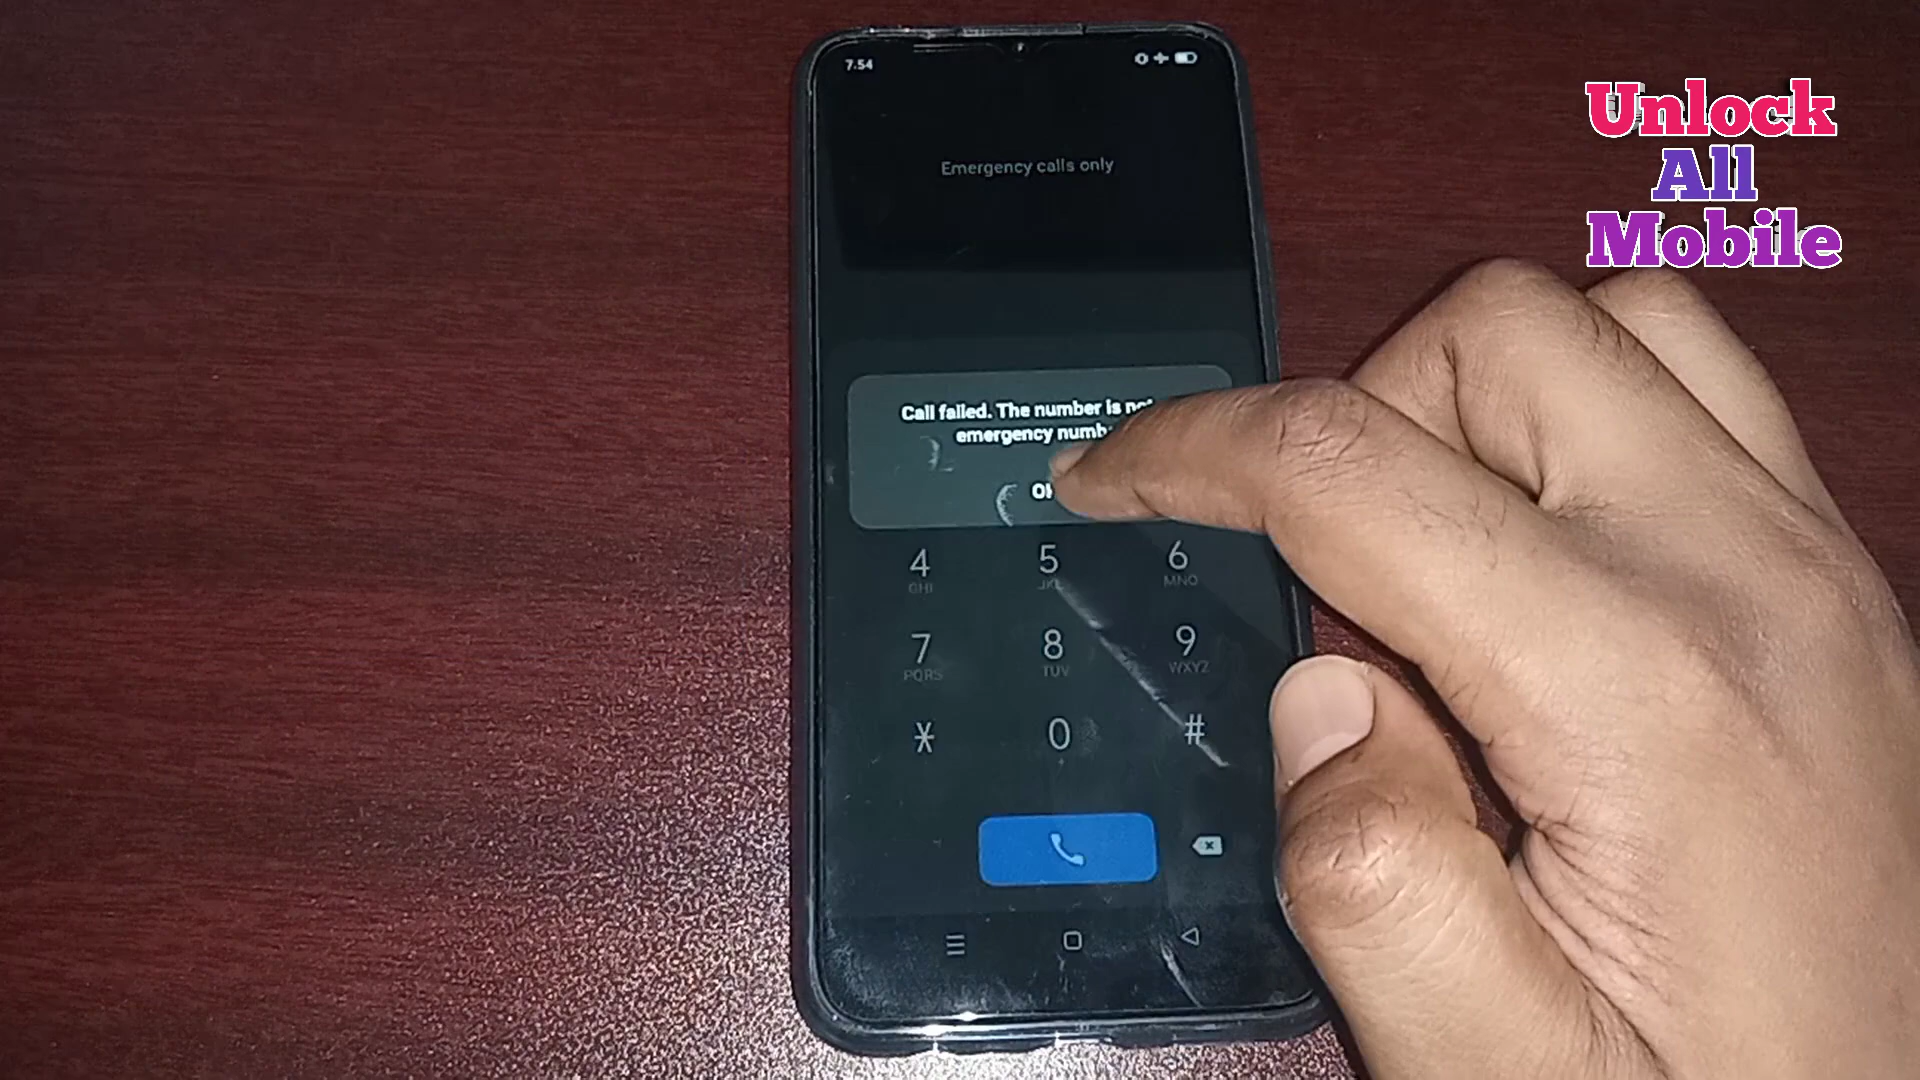 7.54
Emergency calls only
Call failed. The number is
emergency
4
GHI
5
JKL
6
MNO
7
PQRS
8
TUV
9
WXYZ
*
0
#
Unlock
All
Mobile